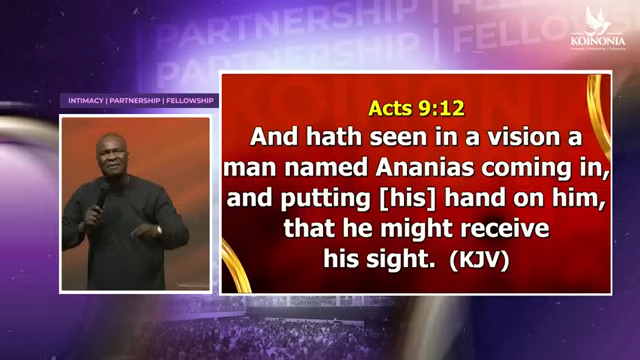 PARTNERSHIP | FELLOWSHIP
PARTNERSHIP | FELLOW
KOINONIA
INTIMACY | PARTNERSHIP | FELLOWSHIP
Acts 9:12
And hath seen in a vision a
man named Ananias coming in,
and putting [his] hand on him,
that he might receive
his sight. (KJV)